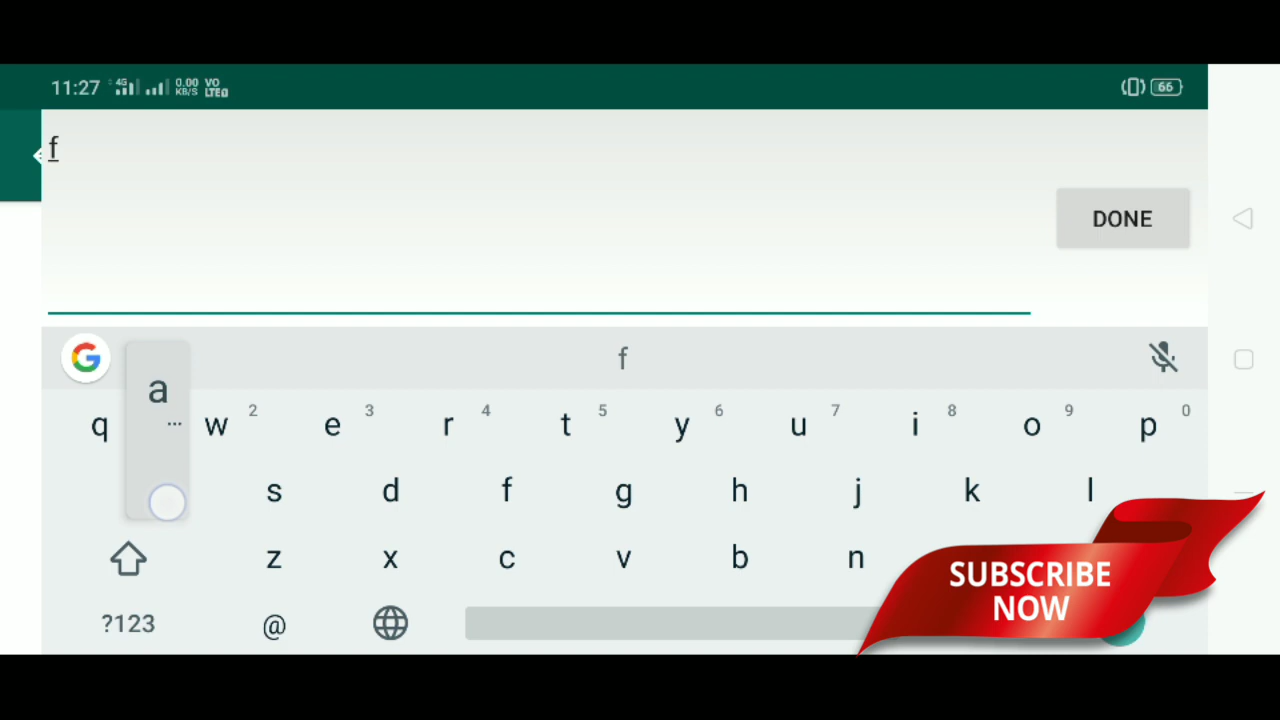 11:27 4G 0.00 KB/S VO LTE 66
f
DONE
G f
a
q w 2 e 3 r 4 t 5 y 6 u 7 i 8 o 9 p 0
s d f g h j k l
z x c v b n
?123 @
SUBSCRIBE
NOW